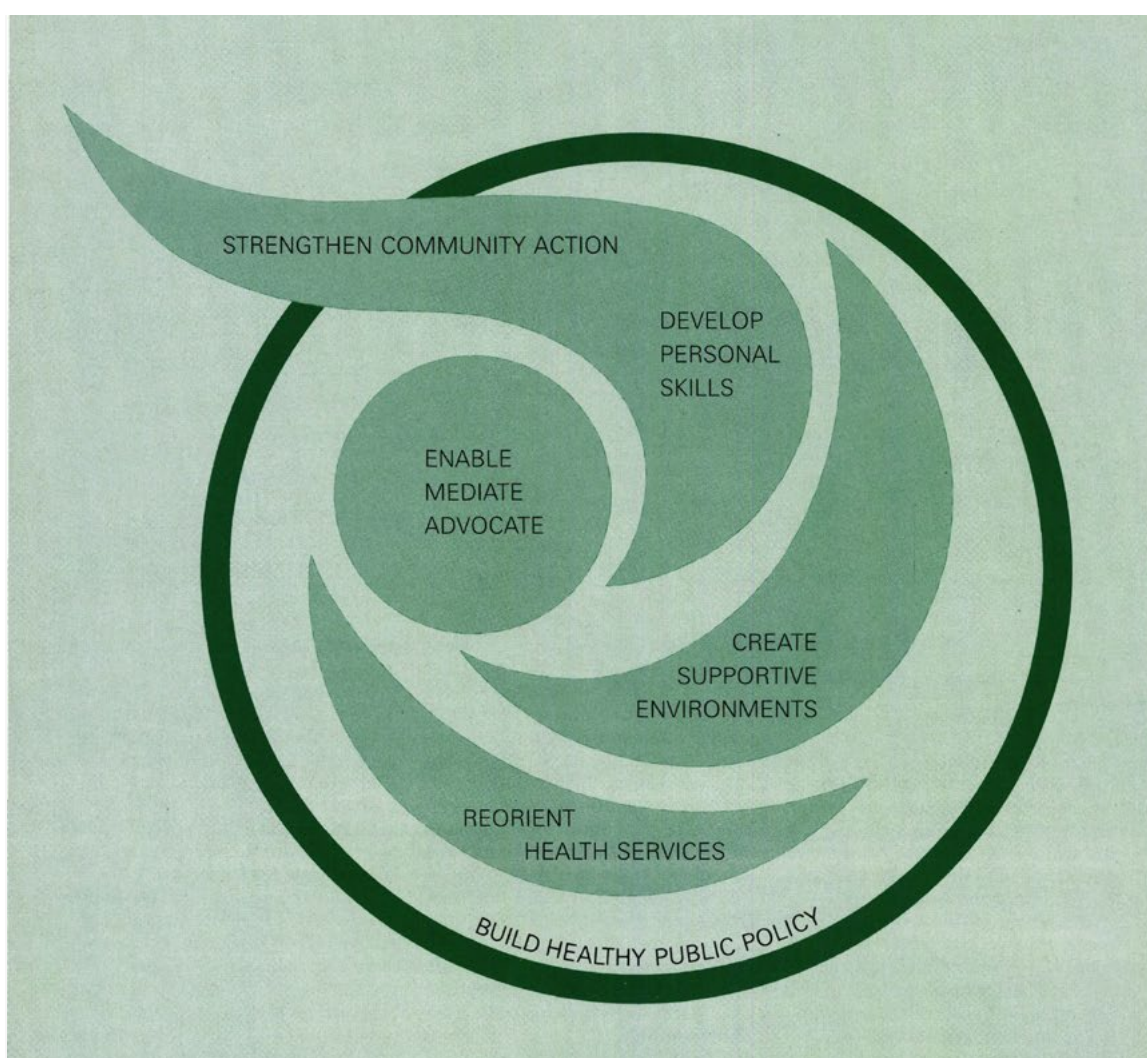 STRENGTHEN COMMUNITY ACTION
DEVELOP
PERSONAL
SKILLS
ENABLE
MEDIATE
ADVOCATE
CREATE
SUPPORTIVE
ENVIRONMENTS
REORIENT
HEALTH SERVICES
BUILD HEALTHY PUBLIC POLICY